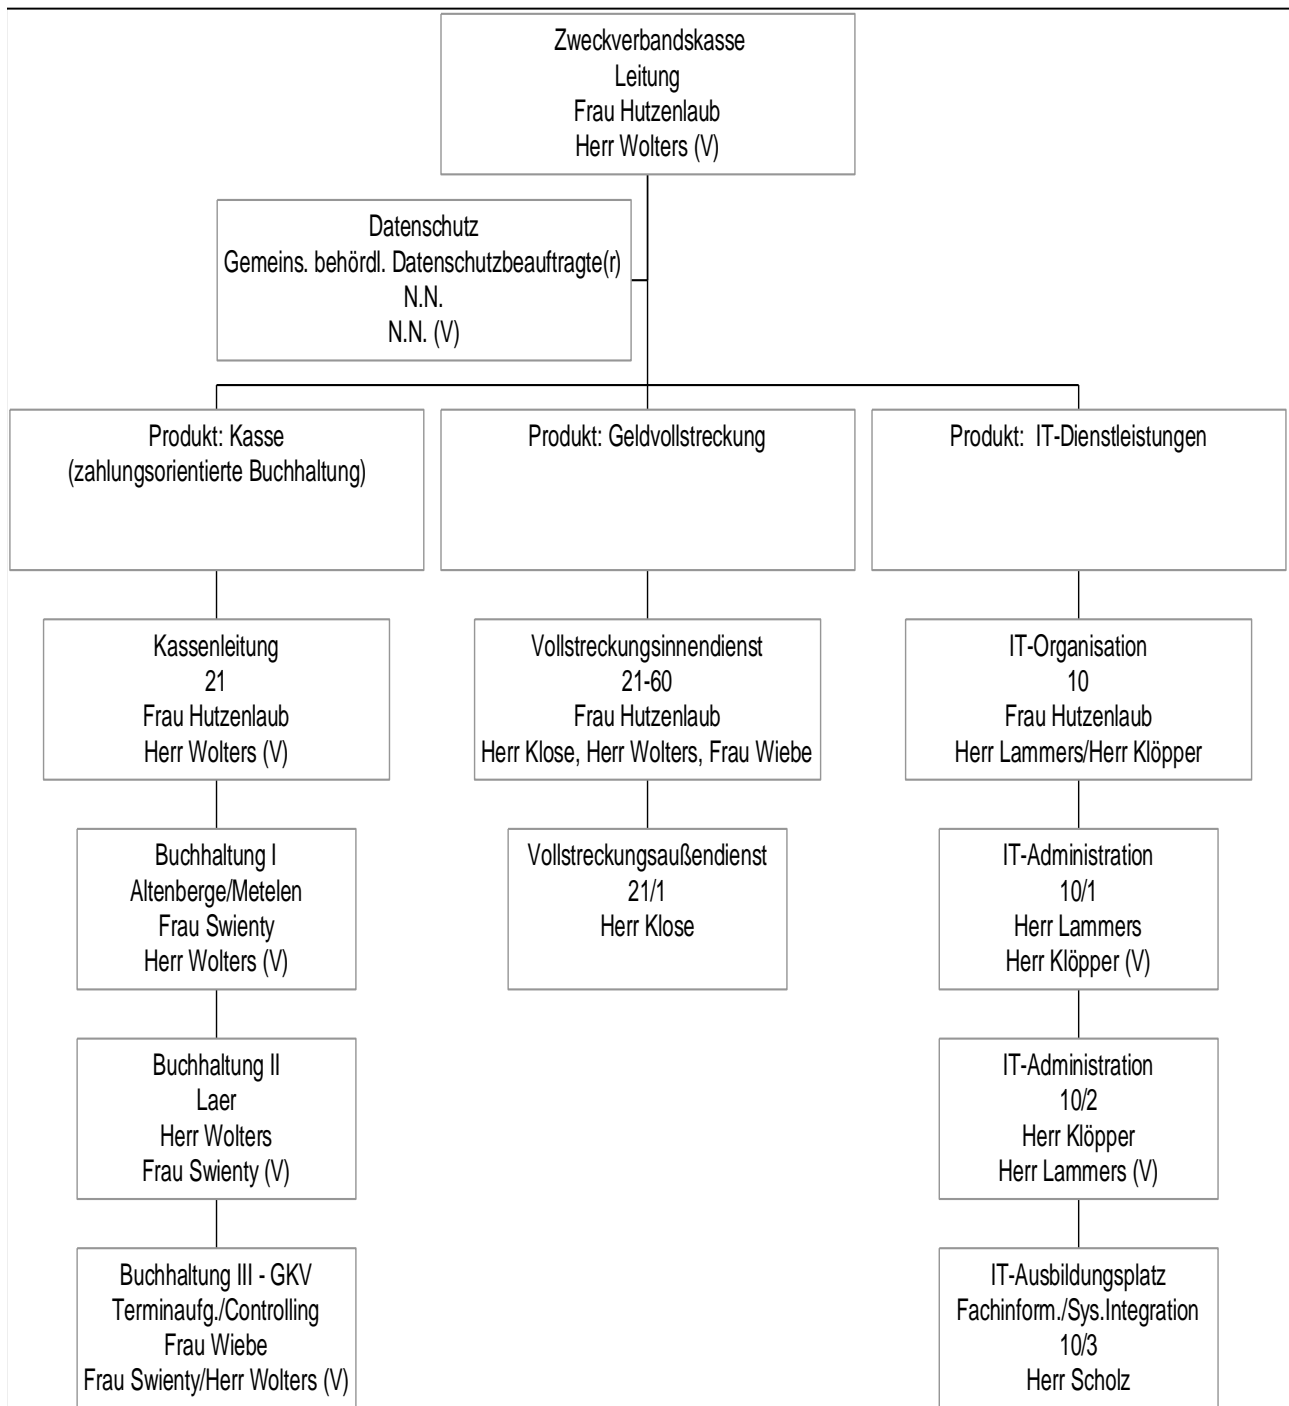 Zweckverbandskasse
Leitung
Frau Hutzenlaub
Herr Wolters (V)
Datenschutz
Gemeins. behördl. Datenschutzbeauftragte(r)
N.N.
N.N. (V)
Produkt: Kasse
(zahlungsorientierte Buchhaltung)
Produkt: Geldvollstreckung
Produkt: IT-Dienstleistungen
Kassenleitung
21
Frau Hutzenlaub
Herr Wolters (V)
Vollstreckungsinnendienst
21-60
Frau Hutzenlaub
Herr Klose, Herr Wolters, Frau Wiebe
IT-Organisation
10
Frau Hutzenlaub
Herr Lammers/Herr Klöpper
Buchhaltung I
Altenberge/Metelen
Frau Swienty
Herr Wolters (V)
Vollstreckungsaußendienst
21/1
Herr Klose
IT-Administration
10/1
Herr Lammers
Herr Klöpper (V)
Buchhaltung II
Laer
Herr Wolters
Frau Swienty (V)
IT-Administration
10/2
Herr Klöpper
Herr Lammers (V)
Buchhaltung III - GKV
Terminaufg./Controlling
Frau Wiebe
Frau Swienty/Herr Wolters (V)
IT-Ausbildungsplatz
Fachinform./Sys.Integration
10/3
Herr Scholz